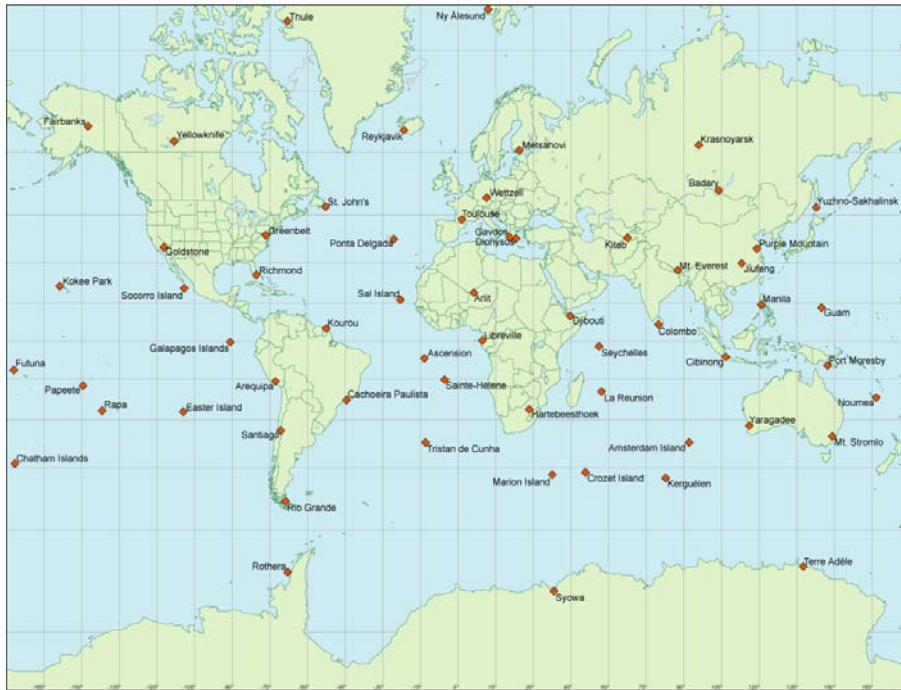 Thule
Ny Ålesund
Fairbanks
Yellowknife
Reykjavik
Metsahovi
Krasnoyarsk
Badary
Wettzell
St. John's
Yuzhno-Sakhalinsk
Toulouse
Greenbelt
Ponta Delgada
Gavdos
Dionysos
Kitab
Purple Mountain
Goldstone
Jiufeng
Mt. Everest
Richmond
Kokee Park
Socorro Island
Sal Island
Arlit
Manila
Guam
Djibouti
Colombo
Kourou
Libreville
Galapagos Islands
Seychelles
Ascension
Cibinong
Port Moresby
Futuna
Arequipa
Sainte-Helene
Papeete
La Reunion
Cachoeira Paulista
Noumea
Rapa
Easter Island
Hartebeesthoek
Yaragadee
Santiago
Tristan de Cunha
Amsterdam Island
Mt. Stromlo
Chatham Islands
Marion Island
Crozet Island
Kerguélen
Rio Grande
Rothera
Terre Adéle
Syowa